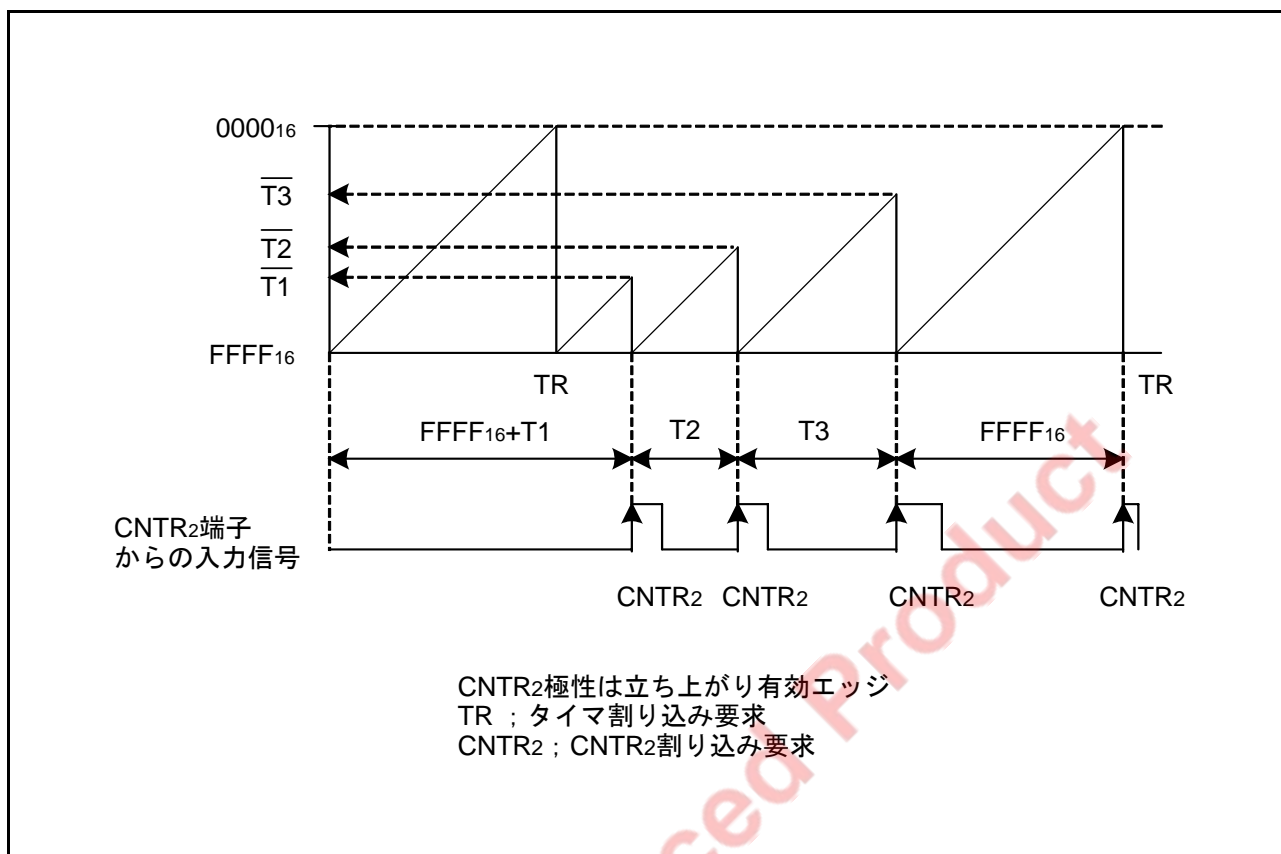 0000₁₆
T3
T2
T1
FFFF₁₆
TR
TR
FFFF₁₆+T1
T2
T3
FFFF₁₆
CNTR₂端子
からの入力信号
CNTR₂ CNTR₂ CNTR₂ CNTR₂
CNTR₂極性は立ち上がり有効エッジ
TR ; タイマ割り込み要求
CNTR₂ ; CNTR₂割り込み要求
ced Product